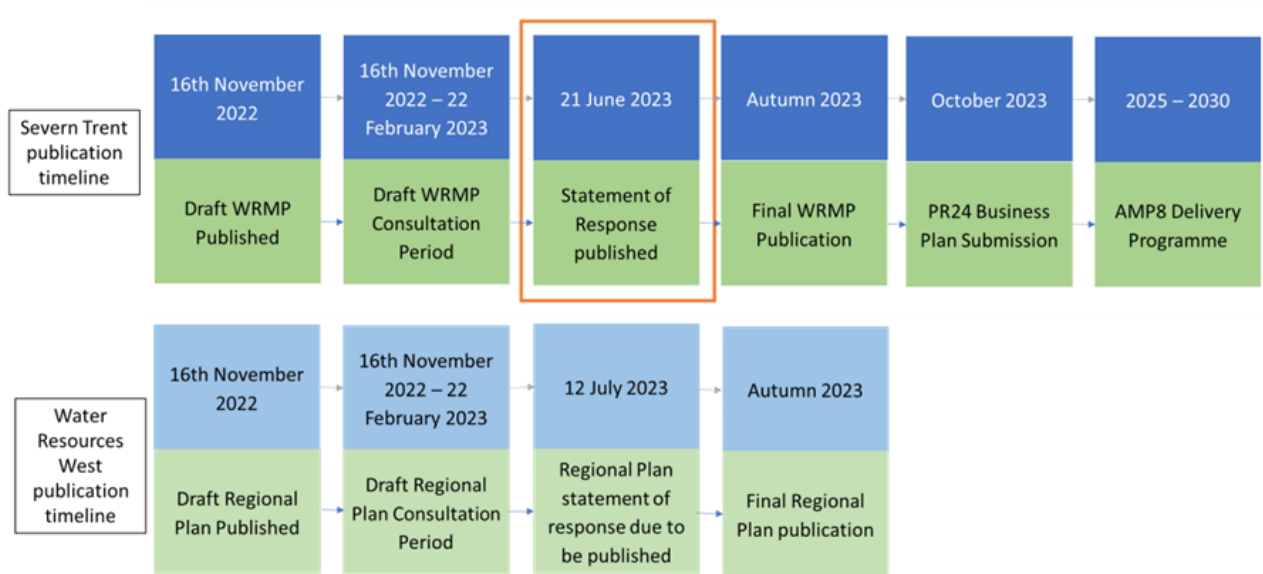 Severn Trent
publication
timeline
16th November
2022
16th November
2022 – 22
February 2023
21 June 2023
Autumn 2023
October 2023
2025 – 2030
Draft WRMP
Published
Draft WRMP
Consultation
Period
Statement of
Response
published
Final WRMP
Publication
PR24 Business
Plan Submission
AMP8 Delivery
Programme
Water
Resources
West
publication
timeline
16th November
2022
16th November
2022 – 22
February 2023
12 July 2023
Autumn 2023
Draft Regional
Plan Published
Draft Regional
Plan Consultation
Period
Regional Plan
statement of
response due to
be published
Final Regional
Plan publication